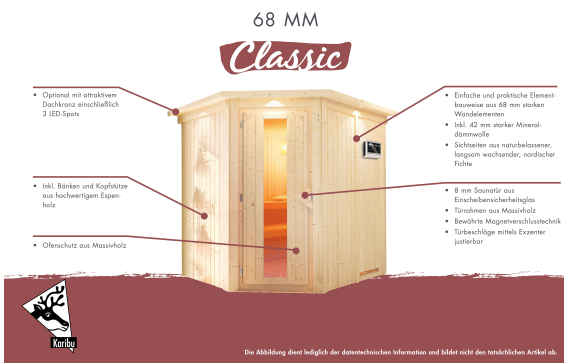 68 MM
Classic
• Optional mit attraktivem
Dachkranz einschließlich
3 LED-Spots
• Inkl. Bänken und Kopfstütze
aus hochwertigem Espen-
holz
• Ofenschutz aus Massivholz
• Einfache und praktische Element-
bauweise aus 68 mm starken
Wandelementen
• Inkl. 42 mm starker Mineral-
dämmwolle
• Sichtseiten aus naturbelassener,
langsam wachsender, nordischer
Fichte
• 8 mm Saunatür aus
Einscheibensicherheitsglas
• Türrahmen aus Massivholz
• Bewährte Magnetverschlusstechnik
• Türbeschläge mittels Exzenter
justierbar
Karibu
Die Abbildung dient lediglich der datentechnischen Information und bildet nicht den tatsächlichen Artikel ab.